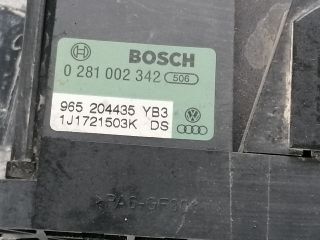 BOSCH
0 281 002 342 506
965 204435 YB3
1J1721503K DS